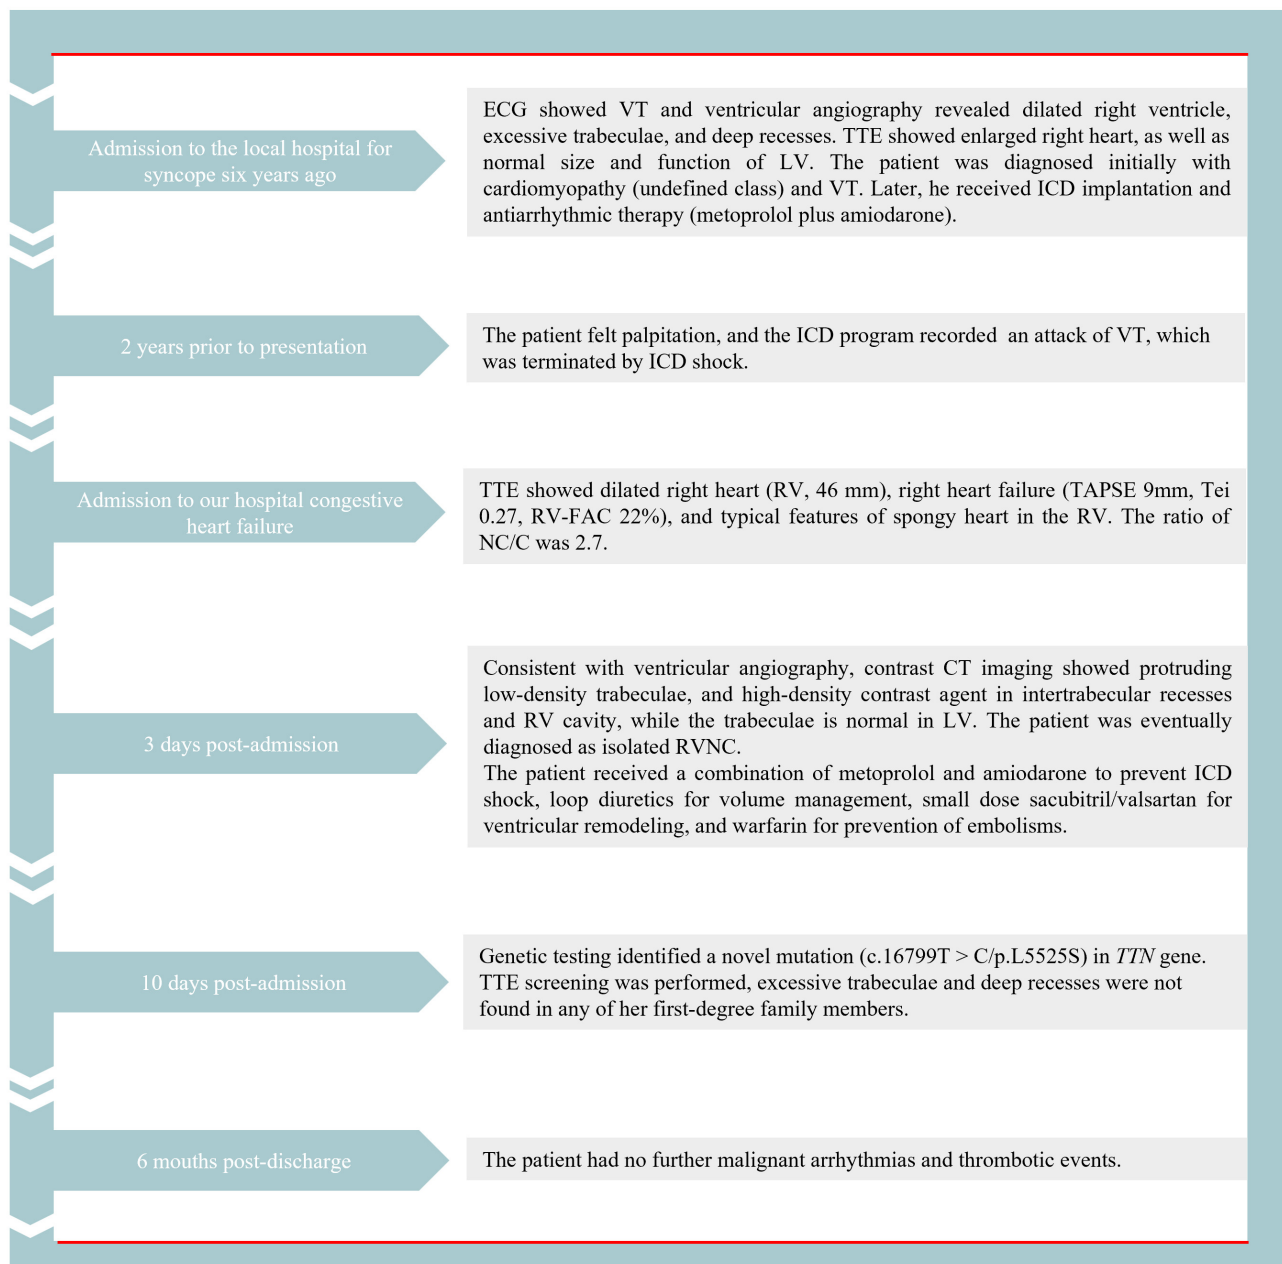 Admission to the local hospital for
syncope six years ago
ECG showed VT and ventricular angiography revealed dilated right ventricle,
excessive trabeculae, and deep recesses. TTE showed enlarged right heart, as well as
normal size and function of LV. The patient was diagnosed initially with
cardiomyopathy (undefined class) and VT. Later, he received ICD implantation and
antiarrhythmic therapy (metoprolol plus amiodarone).
2 years prior to presentation
The patient felt palpitation, and the ICD program recorded an attack of VT, which
was terminated by ICD shock.
Admission to our hospital congestive
heart failure
TTE showed dilated right heart (RV, 46 mm), right heart failure (TAPSE 9mm, Tei
0.27, RV-FAC 22%), and typical features of spongy heart in the RV. The ratio of
NC/C was 2.7.
3 days post-admission
Consistent with ventricular angiography, contrast CT imaging showed protruding
low-density trabeculae, and high-density contrast agent in intertrabecular recesses
and RV cavity, while the trabeculae is normal in LV. The patient was eventually
diagnosed as isolated RVNC.
The patient received a combination of metoprolol and amiodarone to prevent ICD
shock, loop diuretics for volume management, small dose sacubitril/valsartan for
ventricular remodeling, and warfarin for prevention of embolisms.
10 days post-admission
Genetic testing identified a novel mutation (c.16799T > C/p.L5525S) in TTN gene.
TTE screening was performed, excessive trabeculae and deep recesses were not
found in any of her first-degree family members.
6 mouths post-discharge
The patient had no further malignant arrhythmias and thrombotic events.